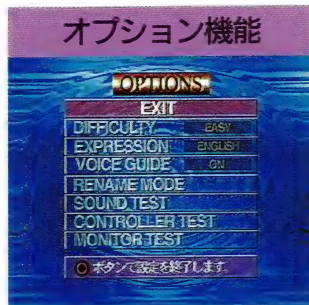 オプション機能
OPTIONS
EXIT
DIFFICULTY EASY
EXPRESSION ENGLISH
VOICE GUIDE ON
RENAME MODE
SOUND TEST
CONTROLLER TEST
MONITOR TEST
○ボタンで設定を終了します。